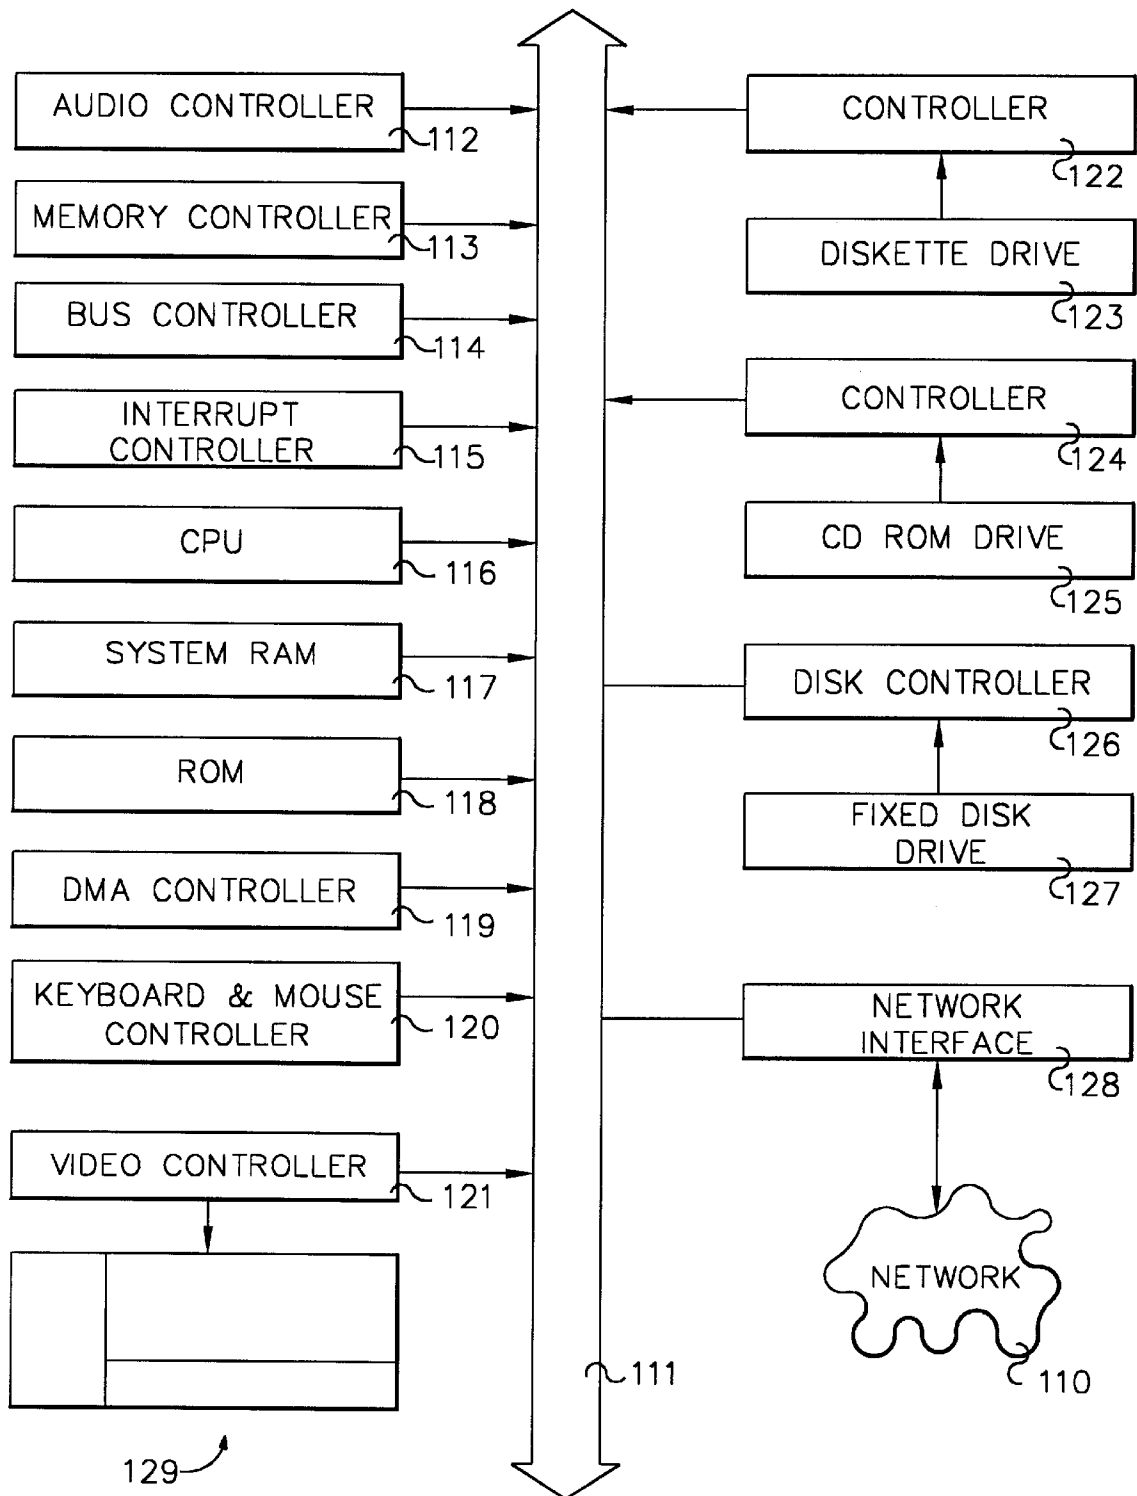 AUDIO CONTROLLER
112
MEMORY CONTROLLER
113
BUS CONTROLLER
114
INTERRUPT
CONTROLLER
115
CPU
116
SYSTEM RAM
117
ROM
118
DMA CONTROLLER
119
KEYBOARD & MOUSE
CONTROLLER
120
VIDEO CONTROLLER
121
129
111
CONTROLLER
122
DISKETTE DRIVE
123
CONTROLLER
124
CD ROM DRIVE
125
DISK CONTROLLER
126
FIXED DISK
DRIVE
127
NETWORK
INTERFACE
128
NETWORK
110